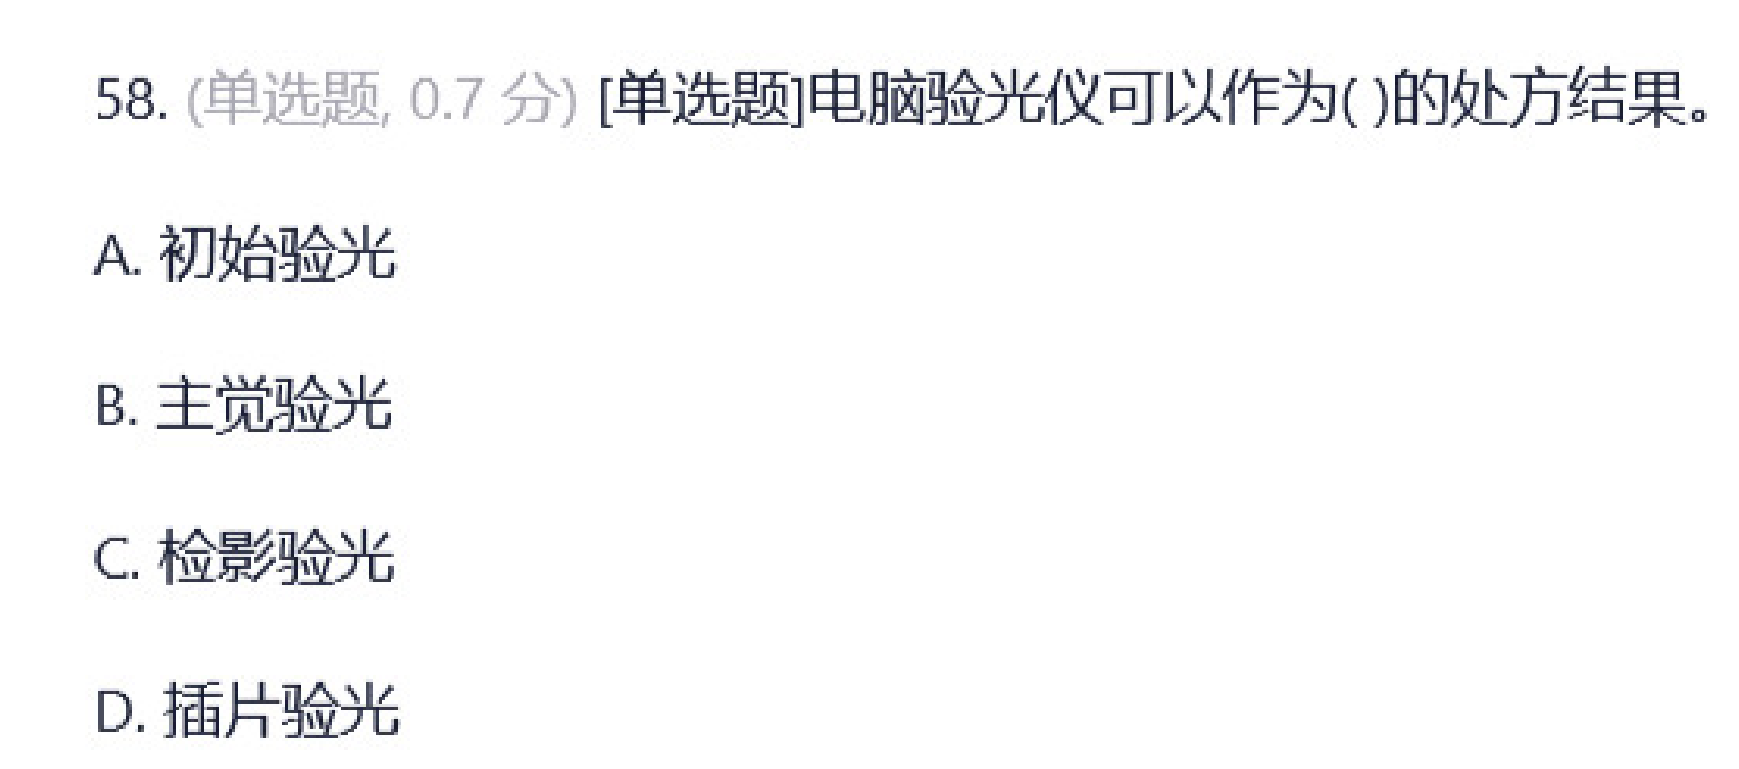 58. (单选题, 0.7 分) [单选题]电脑验光仪可以作为( )的处方结果。
A. 初始验光
B. 主觉验光
C. 检影验光
D. 插片验光